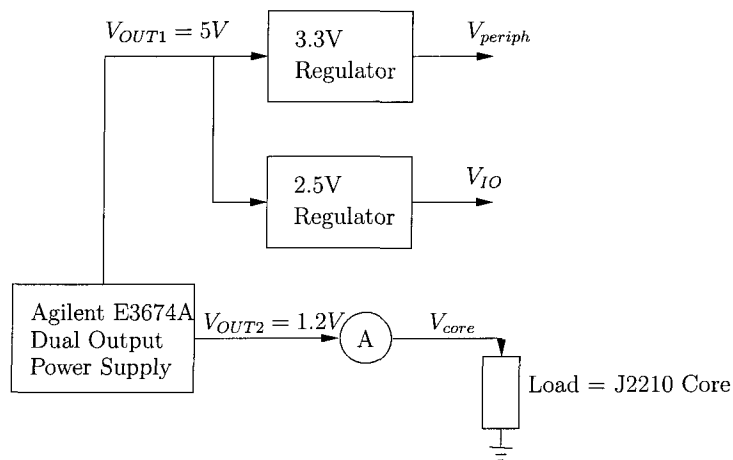 V_{OUT1} = 5V
3.3V
Regulator
V_{periph}
2.5V
Regulator
V_{IO}
Agilent E3674A
Dual Output
Power Supply
V_{OUT2} = 1.2V
A
V_{core}
Load = J2210 Core